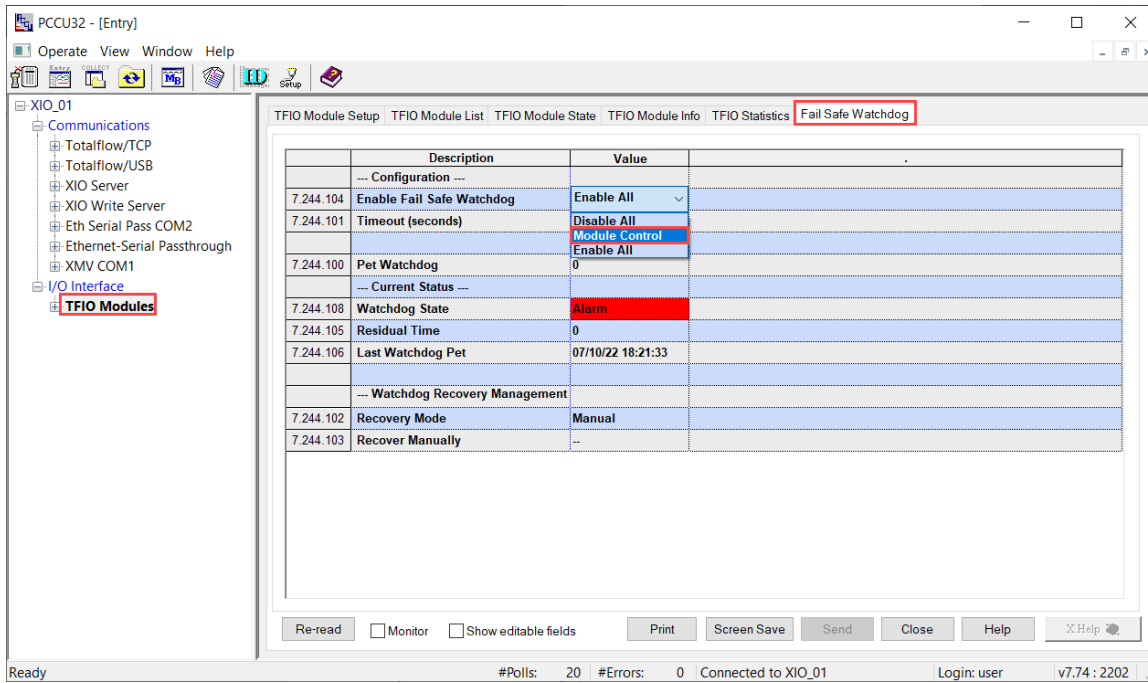 PCCU32 - [Entry]
Operate View Window Help
Entry COLLECT MB ID Setup
XIO_01
Communications
Totalflow/TCP
Totalflow/USB
XIO Server
XIO Write Server
Eth Serial Pass COM2
Ethernet-Serial Passthrough
XMV COM1
I/O Interface
TFIO Modules
TFIO Module Setup TFIO Module List TFIO Module State TFIO Module Info TFIO Statistics Fail Safe Watchdog
Description Value .
--- Configuration ---
7.244.104 Enable Fail Safe Watchdog Enable All
7.244.101 Timeout (seconds) Disable All
Module Control
Enable All
7.244.100 Pet Watchdog 0
--- Current Status ---
7.244.108 Watchdog State Alarm
7.244.105 Residual Time 0
7.244.106 Last Watchdog Pet 07/10/22 18:21:33
--- Watchdog Recovery Management
7.244.102 Recovery Mode Manual
7.244.103 Recover Manually --
Re-read Monitor Show editable fields Print Screen Save Send Close Help X Help
Ready #Polls: 20 #Errors: 0 Connected to XIO_01 Login: user v7.74 : 2202